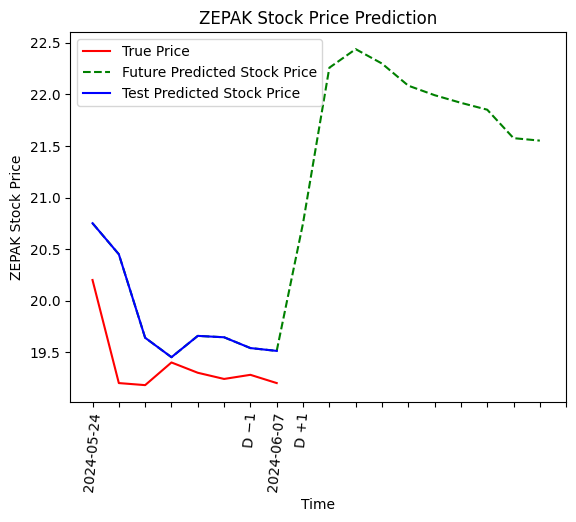 ZEPAK Stock Price Prediction
True Price
Future Predicted Stock Price
Test Predicted Stock Price
ZEPAK Stock Price
22.5
22.0
21.5
21.0
20.5
20.0
19.5
2024-05-24
D −1
2024-06-07
D +1
Time